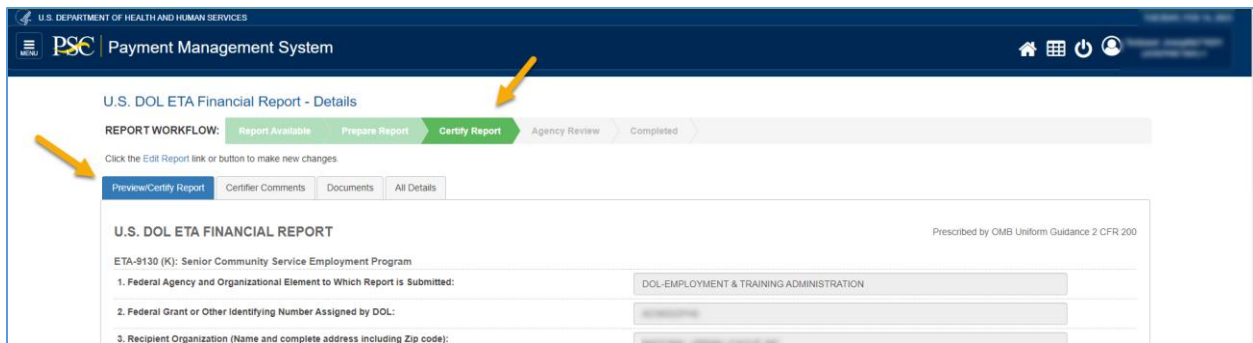 U.S. DEPARTMENT OF HEALTH AND HUMAN SERVICES
MENU PSC Payment Management System
U.S. DOL ETA Financial Report - Details
REPORT WORKFLOW: Report Available Prepare Report Certify Report Agency Review Completed
Click the Edit Report link or button to make new changes.
Preview/Certify Report Certifier Comments Documents All Details
U.S. DOL ETA FINANCIAL REPORT Prescribed by OMB Uniform Guidance 2 CFR 200
ETA-9130 (K): Senior Community Service Employment Program
1. Federal Agency and Organizational Element to Which Report is Submitted: DOL-EMPLOYMENT & TRAINING ADMINISTRATION
2. Federal Grant or Other Identifying Number Assigned by DOL:
3. Recipient Organization (Name and complete address including Zip code):